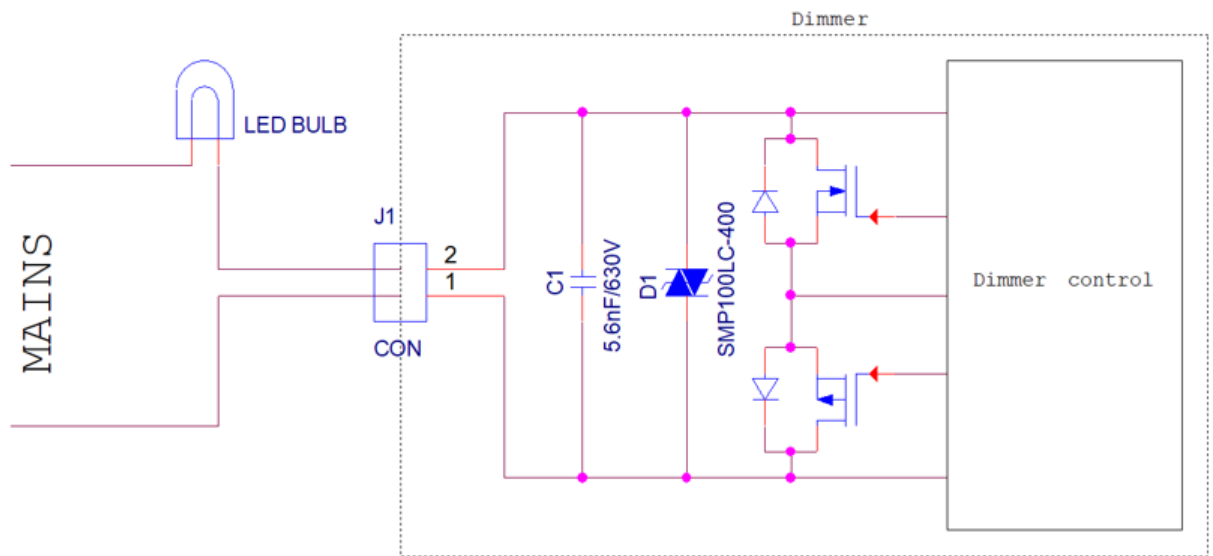 Dimmer
LED BULB
J1
2
1
CON
MAINS
C1
5.6nF/630V
D1
SMP100LC-400
Dimmer control